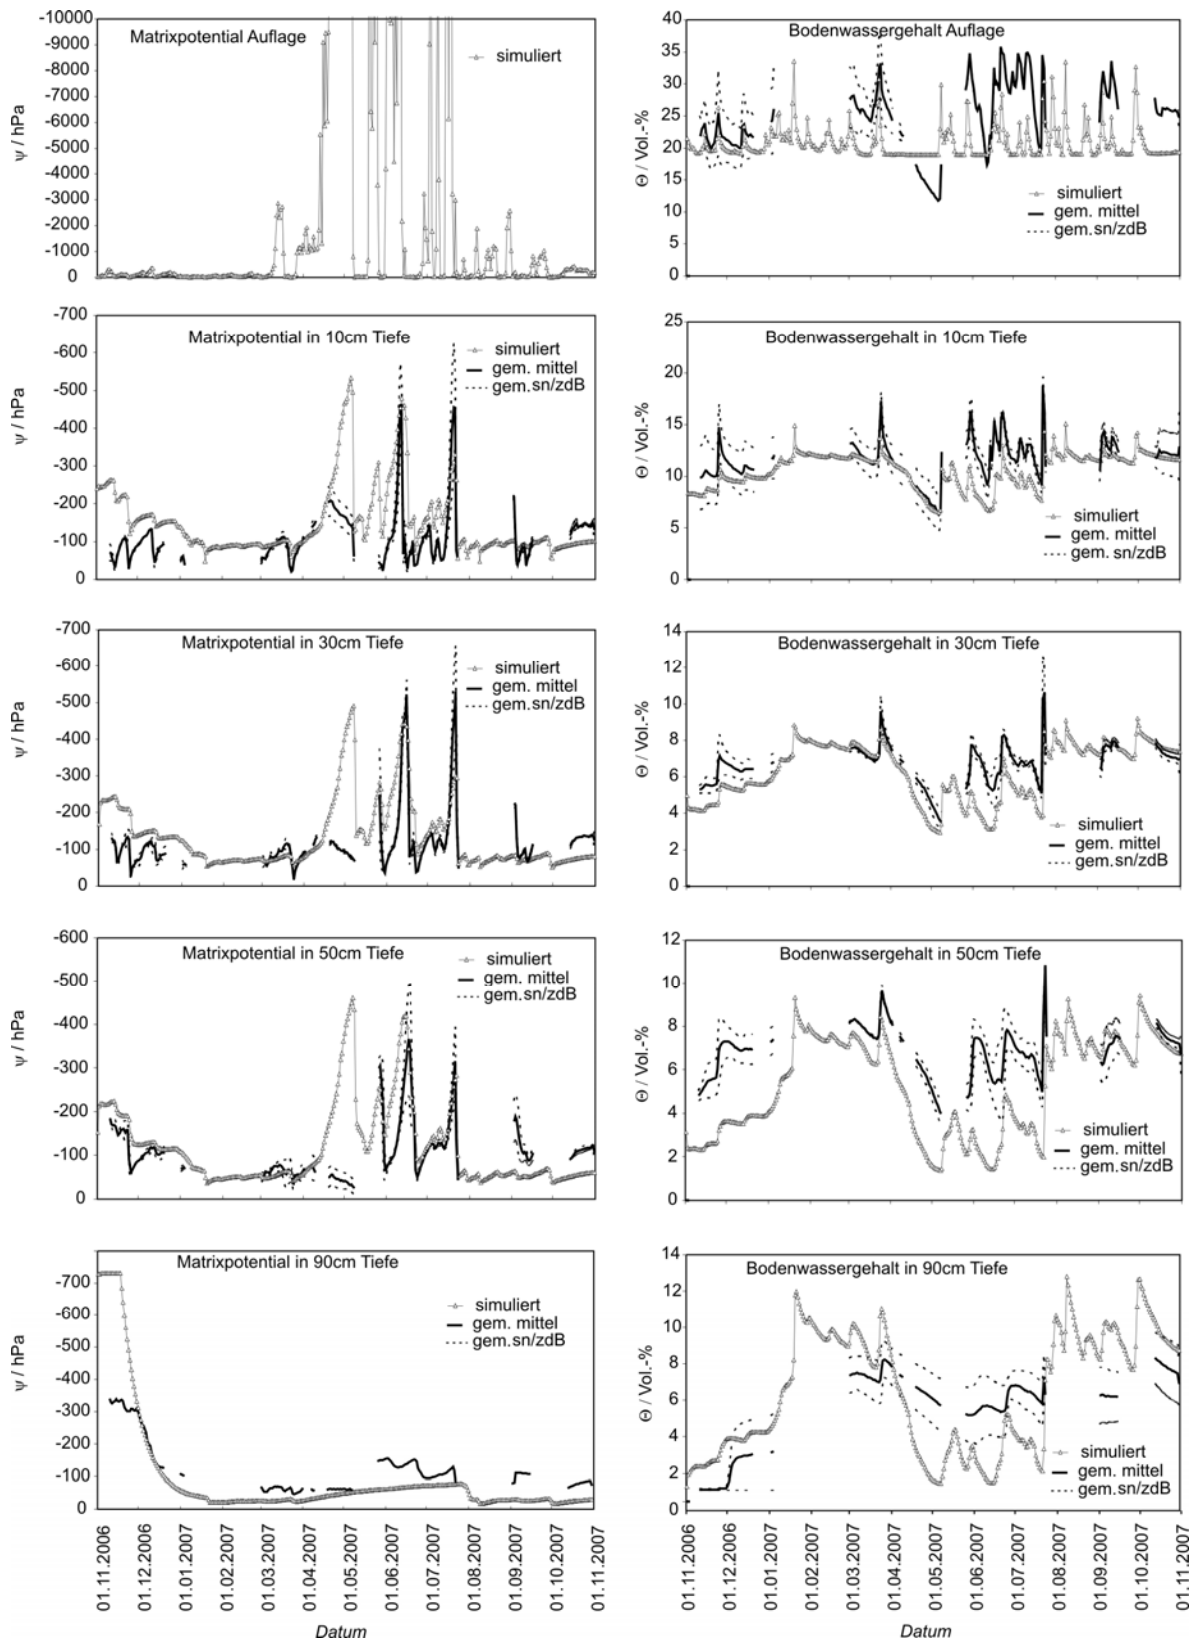 Matrixpotential Auflage
simuliert
ψ / hPa
-10000
-9000
-8000
-7000
-6000
-5000
-4000
-3000
-2000
-1000
0
Bodenwassergehalt Auflage
simuliert
gem. mittel
gem.sn/zdB
Θ / Vol.-%
40
35
30
25
20
15
10
5
0
Matrixpotential in 10cm Tiefe
simuliert
gem. mittel
gem.sn/zdB
ψ / hPa
-700
-600
-500
-400
-300
-200
-100
0
Bodenwassergehalt in 10cm Tiefe
simuliert
gem. mittel
gem.sn/zdB
Θ / Vol.-%
25
20
15
10
5
0
Matrixpotential in 30cm Tiefe
simuliert
gem. mittel
gem.sn/zdB
ψ / hPa
-700
-600
-500
-400
-300
-200
-100
0
Bodenwassergehalt in 30cm Tiefe
simuliert
gem. mittel
gem.sn/zdB
Θ / Vol.-%
14
12
10
8
6
4
2
0
Matrixpotential in 50cm Tiefe
simuliert
gem. mittel
gem.sn/zdB
ψ / hPa
-600
-500
-400
-300
-200
-100
0
Bodenwassergehalt in 50cm Tiefe
simuliert
gem. mittel
gem.sn/zdB
Θ / Vol.-%
12
10
8
6
4
2
0
Matrixpotential in 90cm Tiefe
simuliert
gem. mittel
gem.sn/zdB
ψ / hPa
-700
-600
-500
-400
-300
-200
-100
0
01.11.2006
01.12.2006
01.01.2007
01.02.2007
01.03.2007
01.04.2007
01.05.2007
01.06.2007
01.07.2007
01.08.2007
01.09.2007
01.10.2007
01.11.2007
Datum
Bodenwassergehalt in 90cm Tiefe
simuliert
gem. mittel
gem.sn/zdB
Θ / Vol.-%
14
12
10
8
6
4
2
0
01.11.2006
01.12.2006
01.01.2007
01.02.2007
01.03.2007
01.04.2007
01.05.2007
01.06.2007
01.07.2007
01.08.2007
01.09.2007
01.10.2007
01.11.2007
Datum